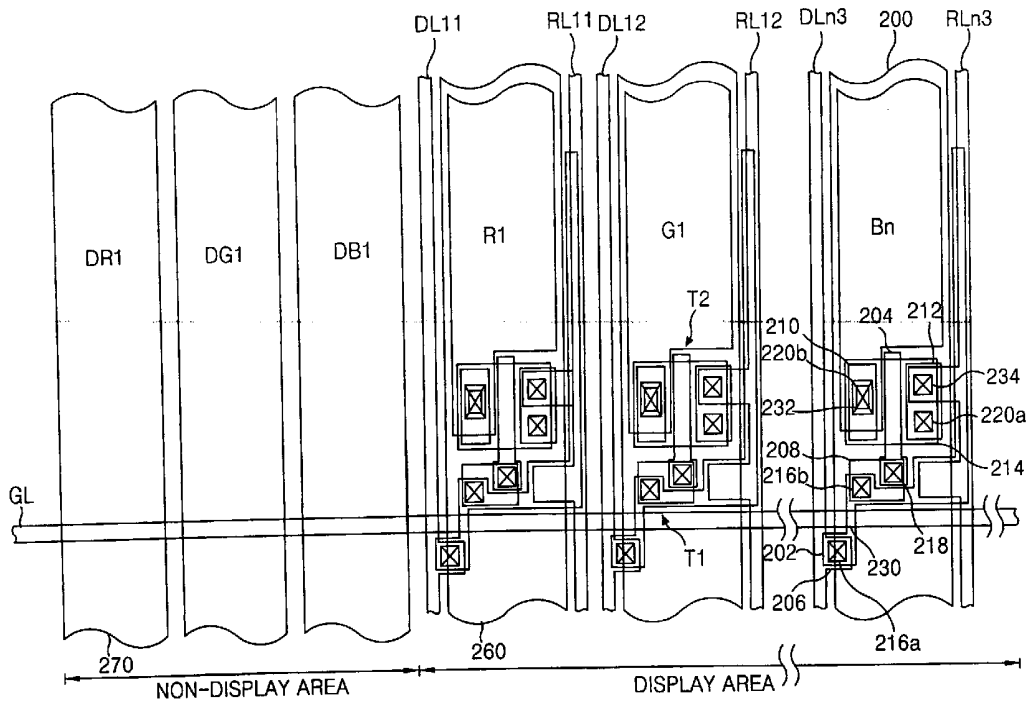 DL11 RL11 DL12 RL12 DLn3 200 RLn3
DR1 DG1 DB1 R1 G1 Bn
T2
210 204 212
220b
234
232
220a
208
214
216b
GL
T1
202
230
218
206
216a
270 260
NON-DISPLAY AREA DISPLAY AREA